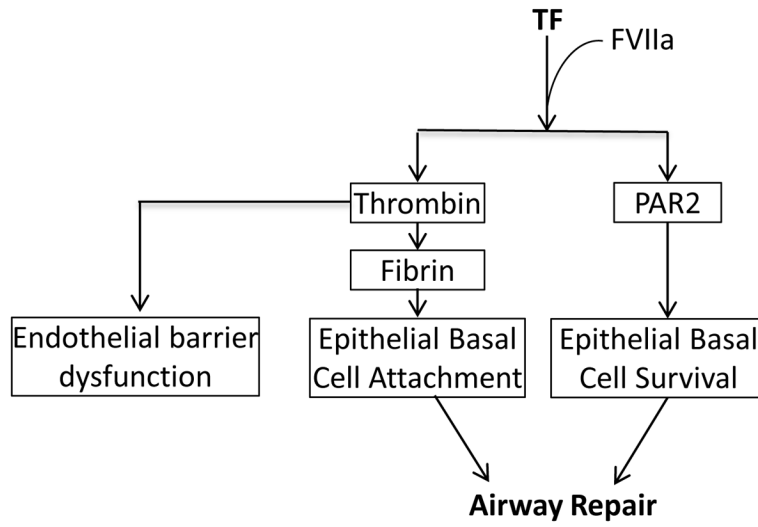 TF
FVIIa
Thrombin
PAR2
Fibrin
Endothelial barrier
dysfunction
Epithelial Basal
Cell Attachment
Epithelial Basal
Cell Survival
Airway Repair